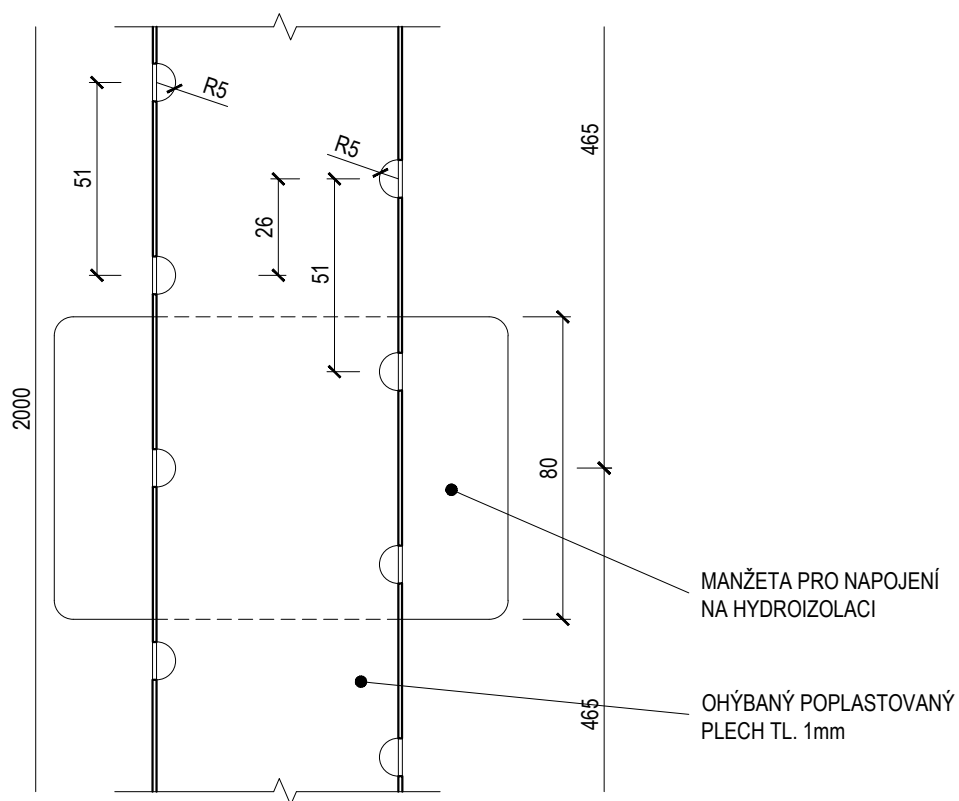 R5
465
R5
51
26
51
2000
80
MANŽETA PRO NAPOJENÍ
NA HYDROIZOLACI
OHÝBANÝ POPLASTOVANÝ
PLECH TL. 1mm
465